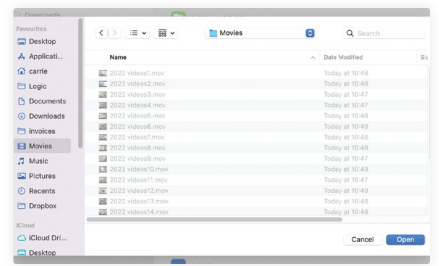 Downloads
Favourites
Desktop
Applicati...
carrie
Logic
Documents
Downloads
invoices
Movies
Music
Pictures
Recents
Dropbox
iCloud
iCloud Dri...
Desktop
Movies
Search
Name
Date Modified
Siz
2022 videos1.mov
Today at 10:48
2022 videos2.mov
Today at 10:48
2022 videos3.mov
Today at 10:47
2022 videos4.mov
Today at 10:47
2022 videos5.mov
Today at 10:48
2022 videos6.mov
Today at 10:48
2022 videos7.mov
Today at 10:48
2022 videos8.mov
Today at 10:48
2022 videos9.mov
Today at 10:47
2022 videos10.mov
Today at 10:48
2022 videos11.mov
Today at 10:47
2022 videos12.mov
Today at 10:48
2022 videos13.mov
Today at 10:48
2022 videos14.mov
Today at 10:48
Cancel
Open